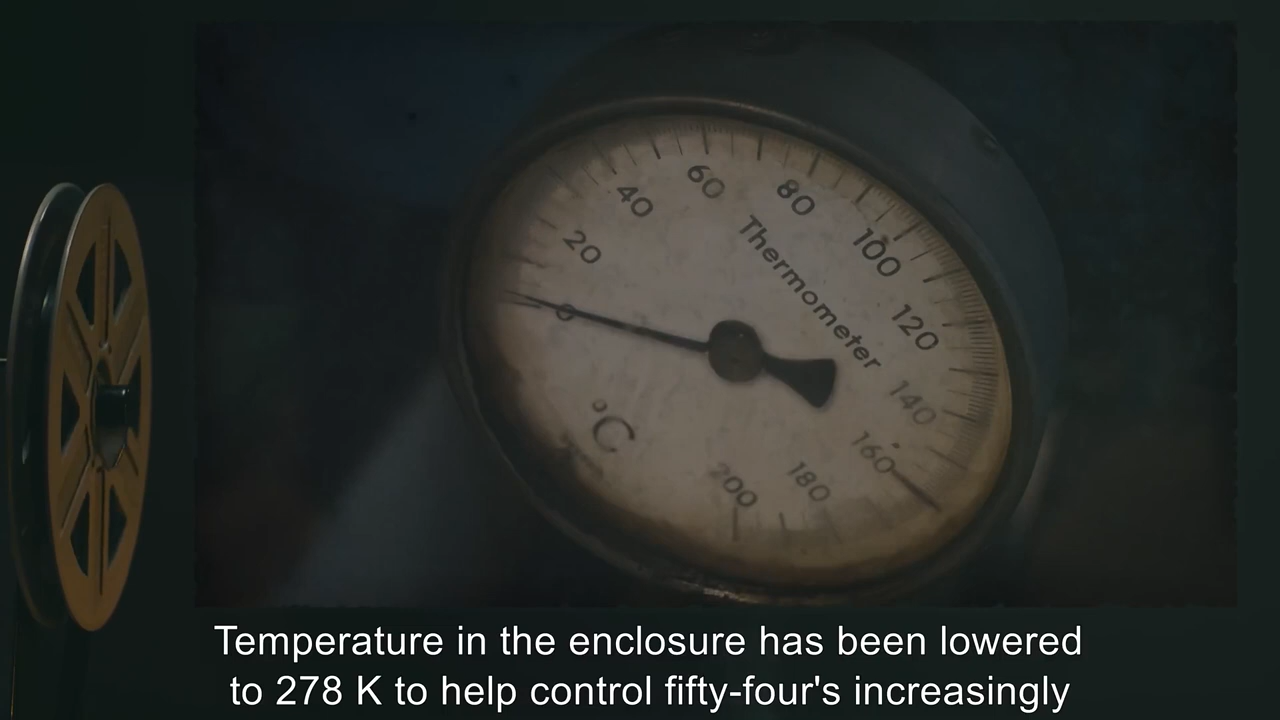 60
80
40
100
20
Thermometer
120
0
140
°C
160
200
180
Temperature in the enclosure has been lowered
to 278 K to help control fifty-four's increasingly